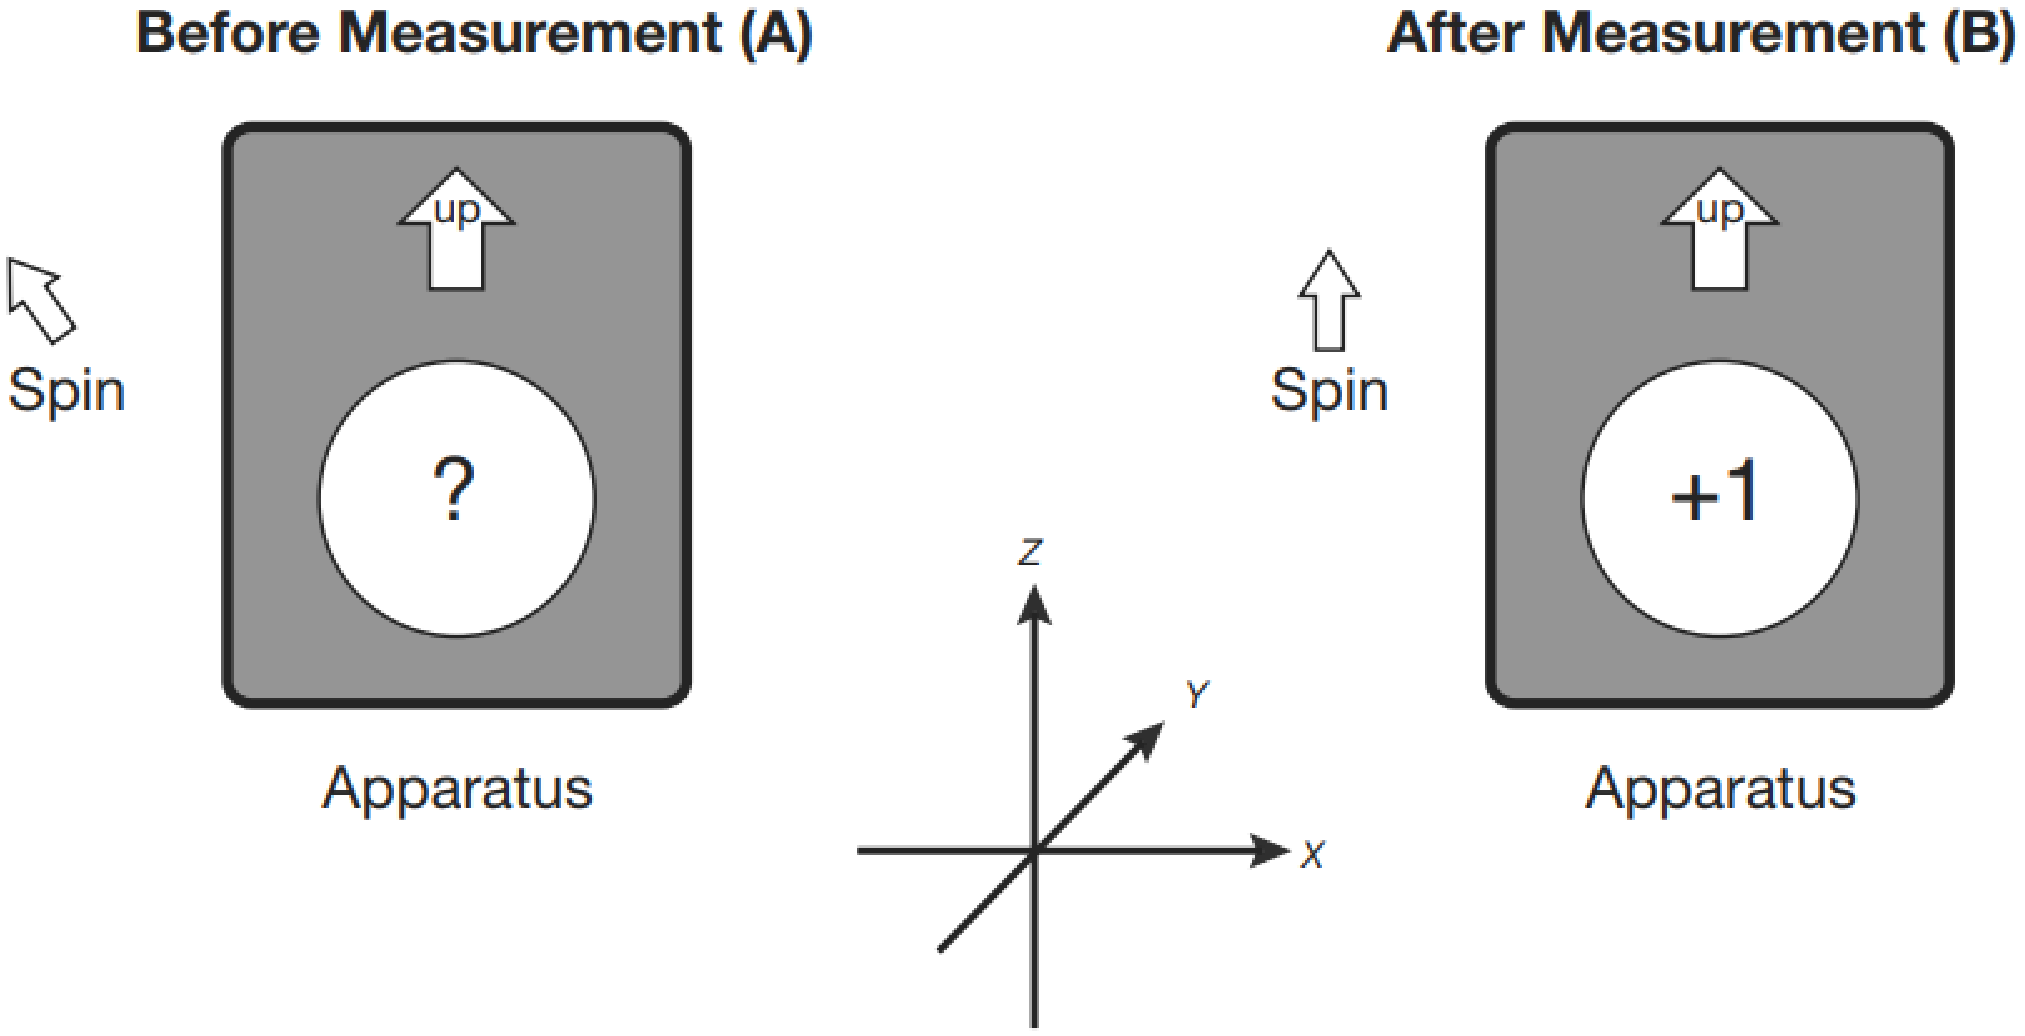 Before Measurement (A)
After Measurement (B)
up
up
Spin
Spin
?
+1
Z
Y
X
Apparatus
Apparatus